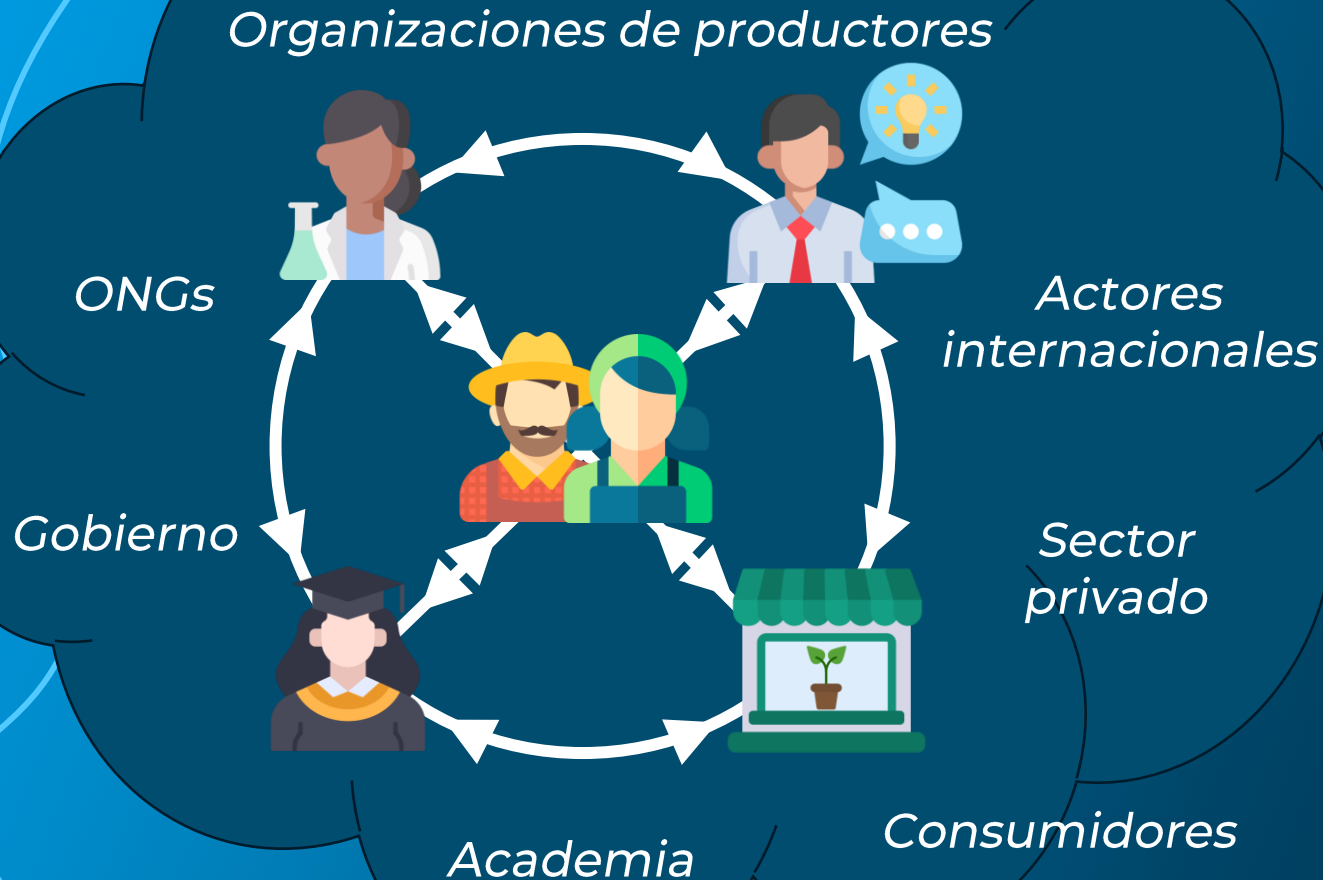 Organizaciones de productores
ONGs
Actores
internacionales
Gobierno
Sector
privado
Consumidores
Academia